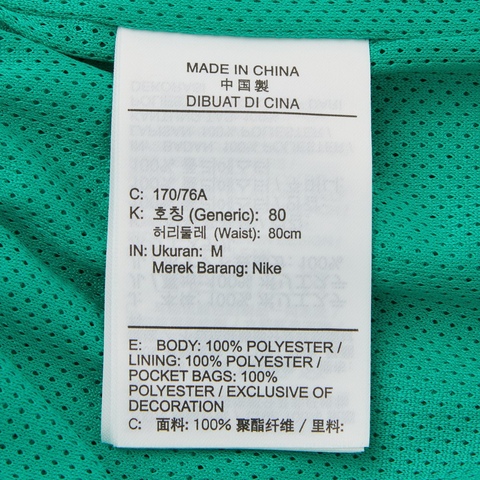 MADE IN CHINA
中国製
DIBUAT DI CINA
C: 170/76A
K: 호칭 (Generic): 80
허리둘레 (Waist): 80cm
IN: Ukuran: M
Merek Barang: Nike
E: BODY: 100% POLYESTER /
LINING: 100% POLYESTER /
POCKET BAGS: 100%
POLYESTER / EXCLUSIVE OF
DECORATION
C: 面料: 100% 聚酯纤维 / 里料: